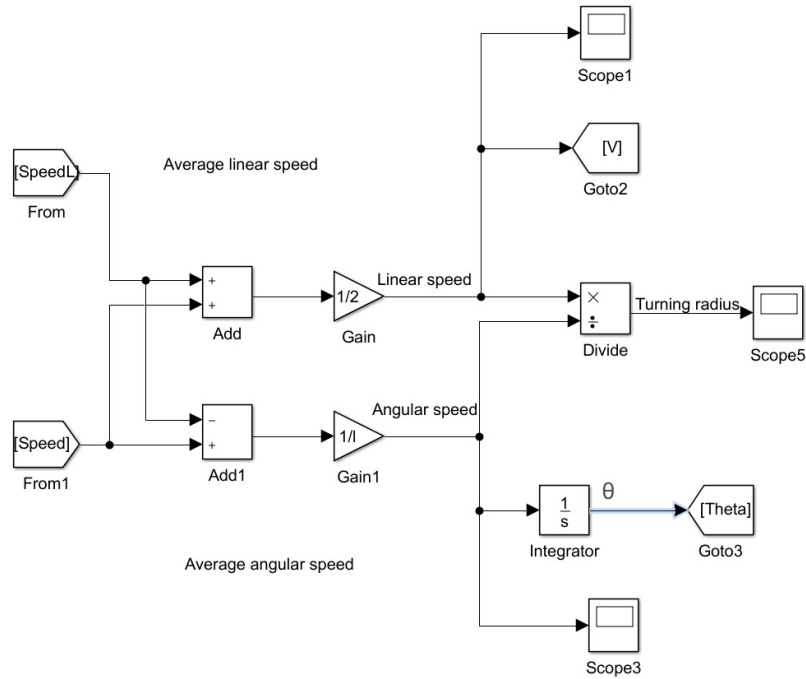 Scope1
[V]
Goto2
Average linear speed
[SpeedL]
From
+
+
Add
1/2
Gain
Linear speed
×
÷
Divide
Turning radius
Scope5
[Speed]
From1
−
+
Add1
1/l
Gain1
Angular speed
1
s
Integrator
θ
[Theta]
Goto3
Average angular speed
Scope3